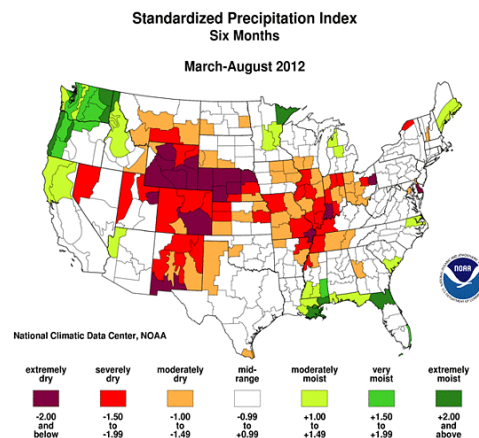 Standardized Precipitation Index
Six Months
March-August 2012
NOAA
National Climatic Data Center, NOAA
extremely dry
severely dry
moderately dry
mid-range
moderately moist
very moist
extremely moist
-2.00 and below
-1.50 to -1.99
-1.00 to -1.49
-0.99 to +0.99
+1.00 to +1.49
+1.50 to +1.99
+2.00 and above